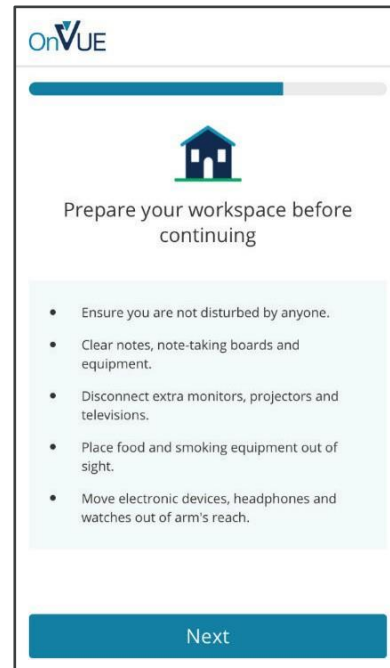 OnVUE
Prepare your workspace before
continuing
• Ensure you are not disturbed by anyone.
• Clear notes, note-taking boards and
equipment.
• Disconnect extra monitors, projectors and
televisions.
• Place food and smoking equipment out of
sight.
• Move electronic devices, headphones and
watches out of arm's reach.
Next